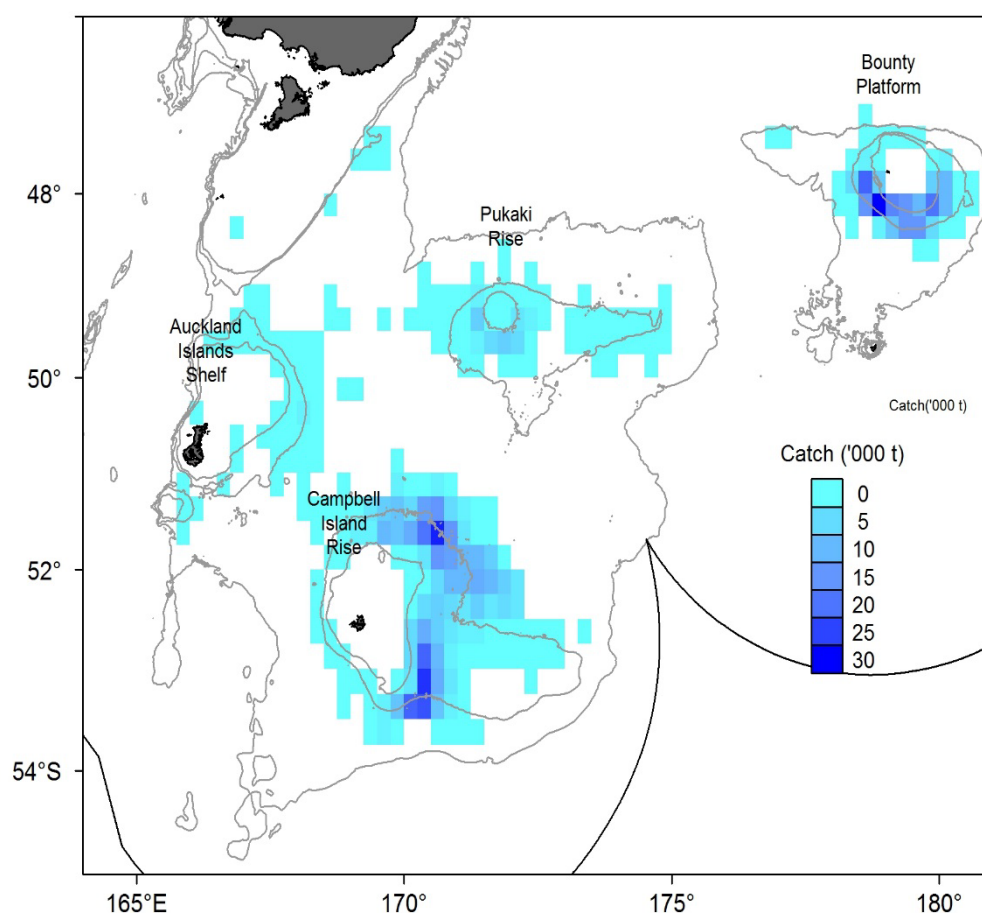 Bounty
Platform
48°
Pukaki
Rise
Auckland
Islands
Shelf
50°
Catch('000 t)
Catch ('000 t)
0
5
10
15
20
25
30
Campbell
Island
Rise
52°
54°S
165°E
170°
175°
180°